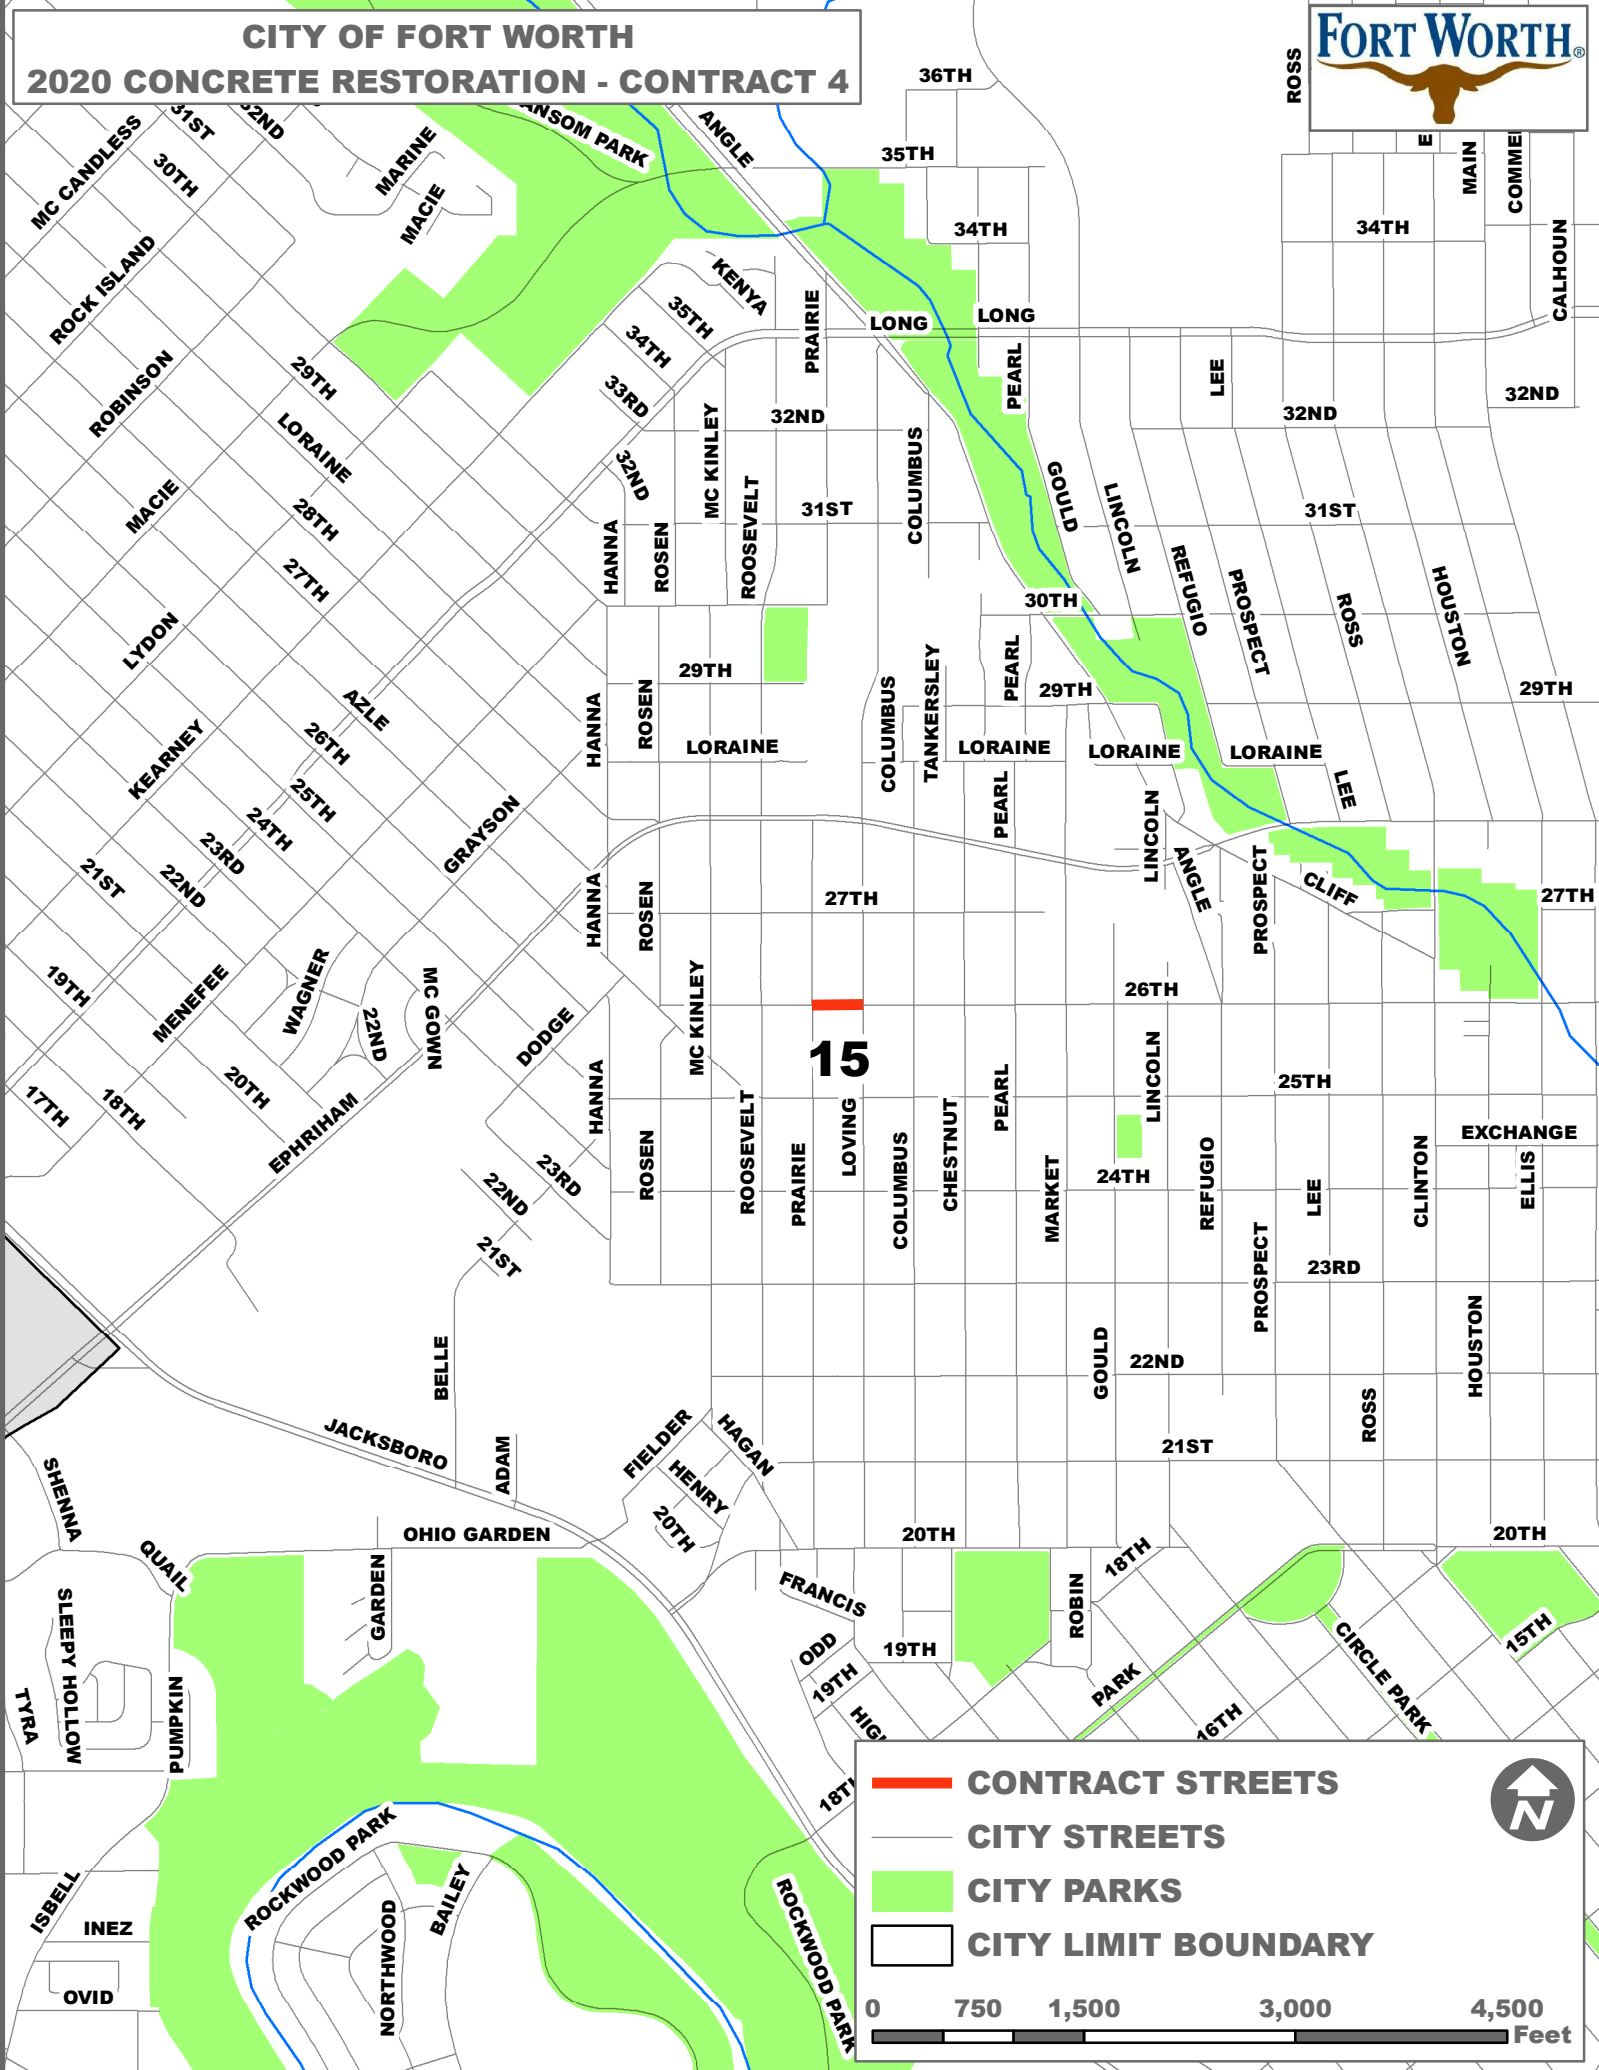 CITY OF FORT WORTH
2020 CONCRETE RESTORATION - CONTRACT 4
FORT WORTH®
36TH
ROSS
ANGLE
31ST
32ND
ANSOM PARK
MC CANDLESS
30TH
MARINE
MACIE
35TH
MAIN
COMME
E
34TH
34TH
CALHOUN
ROCK ISLAND
KENYA
35TH
PRAIRIE
LONG
LONG
34TH
ROBINSON
29TH
33RD
PEARL
LEE
32ND
32ND
32ND
LORAINE
MC KINLEY
COLUMBUS
32ND
MACIE
28TH
ROOSEVELT
31ST
GOULD
LINCOLN
31ST
HANNA
ROSEN
27TH
REFUGIO
PROSPECT
ROSS
HOUSTON
30TH
LYDON
29TH
TANKERSLEY
PEARL
29TH
29TH
AZLE
HANNA
ROSEN
COLUMBUS
KEARNEY
26TH
LORAINE
LORAINE
LORAINE
LORAINE
25TH
LEE
24TH
GRAYSON
PEARL
LINCOLN
23RD
21ST
22ND
HANNA
ROSEN
27TH
ANGLE
PROSPECT
CLIFF
27TH
19TH
MENEFEE
WAGNER
22ND
MC GOWN
MC KINLEY
26TH
DODGE
15
17TH
18TH
20TH
HANNA
LINCOLN
25TH
EPHRIHAM
PEARL
ROOSEVELT
LOVING
CHESTNUT
EXCHANGE
23RD
ROSEN
PRAIRIE
COLUMBUS
MARKET
24TH
REFUGIO
LEE
CLINTON
ELLIS
22ND
21ST
PROSPECT
23RD
BELLE
GOULD
22ND
HOUSTON
JACKSBORO
FIELDER
HAGAN
ROSS
21ST
SHENNA
ADAM
HENRY
20TH
OHIO GARDEN
20TH
20TH
QUAIL
GARDEN
FRANCIS
18TH
ROBIN
SLEEPY HOLLOW
ODD
19TH
15TH
CIRCLE PARK
19TH
PARK
TYRA
PUMPKIN
16TH
18TH
ROCKWOOD PARK
BAILEY
ISBELL
INEZ
NORTHWOOD
ROCKWOOD PARK
OVID
CONTRACT STREETS
CITY STREETS
CITY PARKS
CITY LIMIT BOUNDARY
N
0 750 1,500 3,000 4,500
Feet